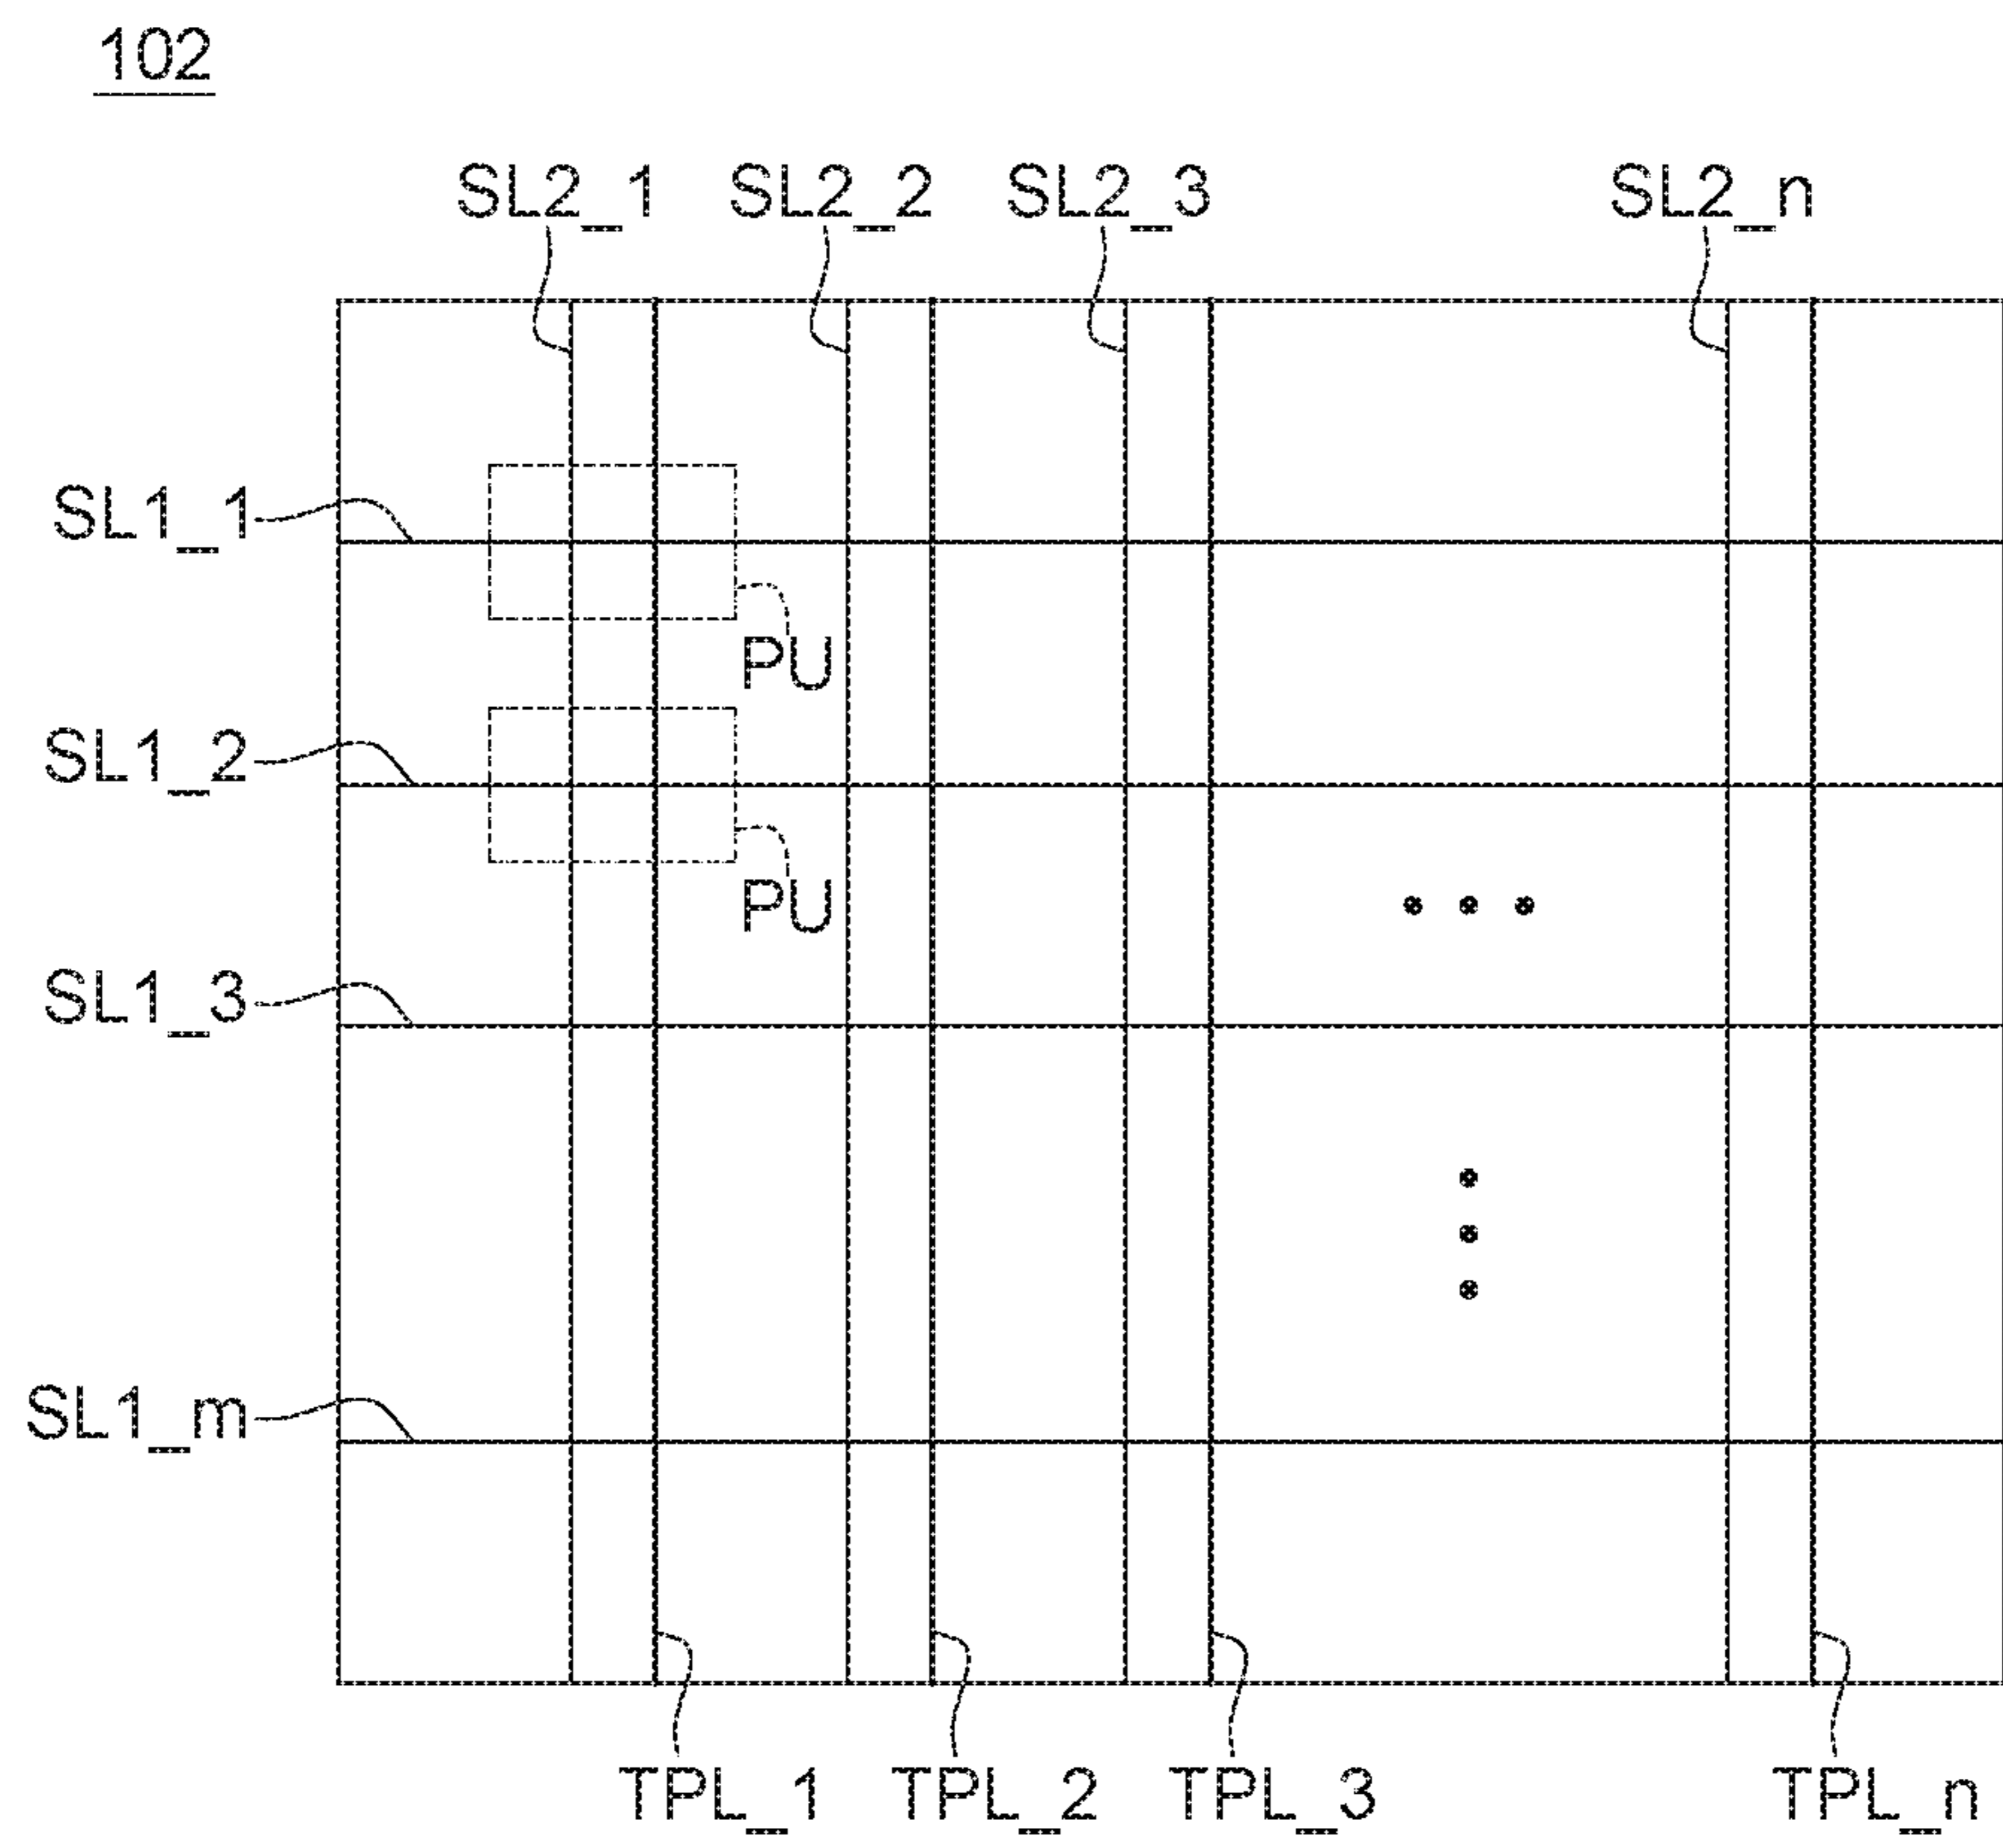 102
SL2_1 SL2_2 SL2_3 SL2_n
SL1_1
PU
SL1_2
PU
SL1_3
SL1_m
TPL_1 TPL_2 TPL_3 TPL_n